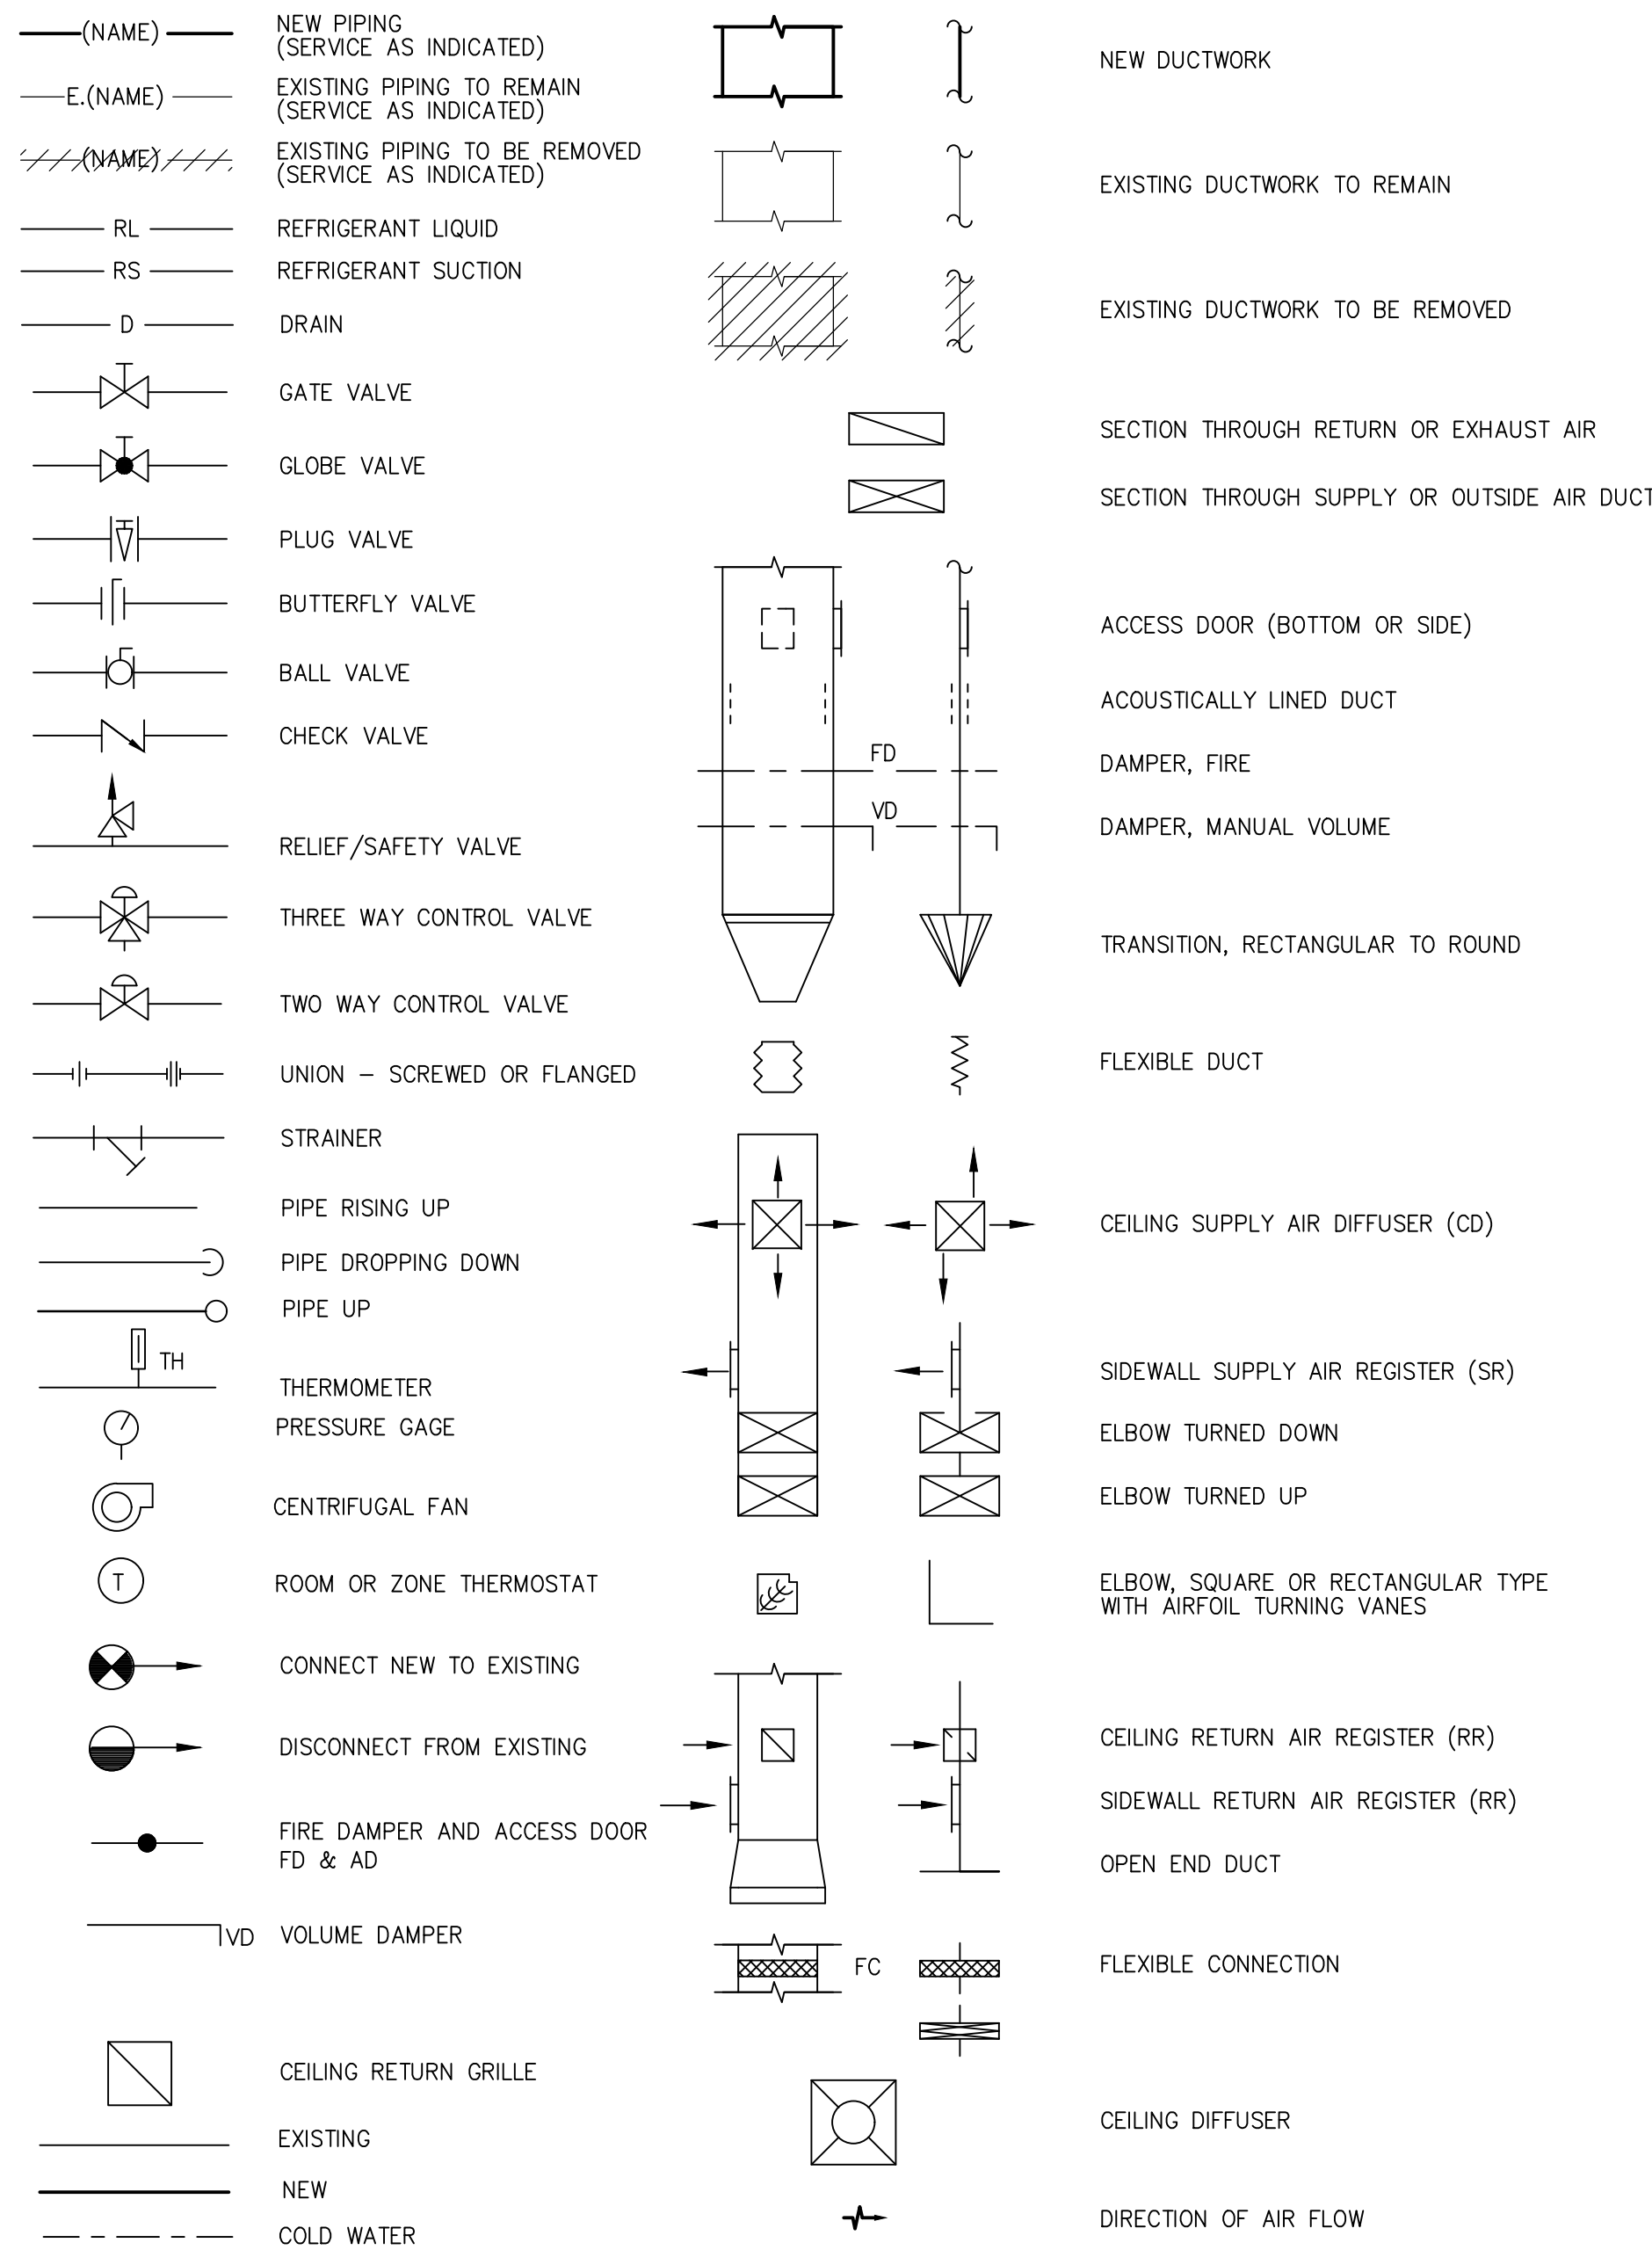 (NAME)
NEW PIPING
(SERVICE AS INDICATED)
E.(NAME)
EXISTING PIPING TO REMAIN
(SERVICE AS INDICATED)
(NAME)
EXISTING PIPING TO BE REMOVED
(SERVICE AS INDICATED)
RL
REFRIGERANT LIQUID
RS
REFRIGERANT SUCTION
D
DRAIN
GATE VALVE
GLOBE VALVE
PLUG VALVE
BUTTERFLY VALVE
BALL VALVE
CHECK VALVE
RELIEF/SAFETY VALVE
THREE WAY CONTROL VALVE
TWO WAY CONTROL VALVE
UNION – SCREWED OR FLANGED
STRAINER
PIPE RISING UP
PIPE DROPPING DOWN
PIPE UP
TH
THERMOMETER
PRESSURE GAGE
CENTRIFUGAL FAN
T
ROOM OR ZONE THERMOSTAT
CONNECT NEW TO EXISTING
DISCONNECT FROM EXISTING
FIRE DAMPER AND ACCESS DOOR
FD & AD
VD
VOLUME DAMPER
CEILING RETURN GRILLE
EXISTING
NEW
COLD WATER
NEW DUCTWORK
EXISTING DUCTWORK TO REMAIN
EXISTING DUCTWORK TO BE REMOVED
SECTION THROUGH RETURN OR EXHAUST AIR
SECTION THROUGH SUPPLY OR OUTSIDE AIR DUCT
ACCESS DOOR (BOTTOM OR SIDE)
ACOUSTICALLY LINED DUCT
FD
DAMPER, FIRE
VD
DAMPER, MANUAL VOLUME
TRANSITION, RECTANGULAR TO ROUND
FLEXIBLE DUCT
CEILING SUPPLY AIR DIFFUSER (CD)
SIDEWALL SUPPLY AIR REGISTER (SR)
ELBOW TURNED DOWN
ELBOW TURNED UP
ELBOW, SQUARE OR RECTANGULAR TYPE
WITH AIRFOIL TURNING VANES
CEILING RETURN AIR REGISTER (RR)
SIDEWALL RETURN AIR REGISTER (RR)
OPEN END DUCT
FC
FLEXIBLE CONNECTION
CEILING DIFFUSER
DIRECTION OF AIR FLOW